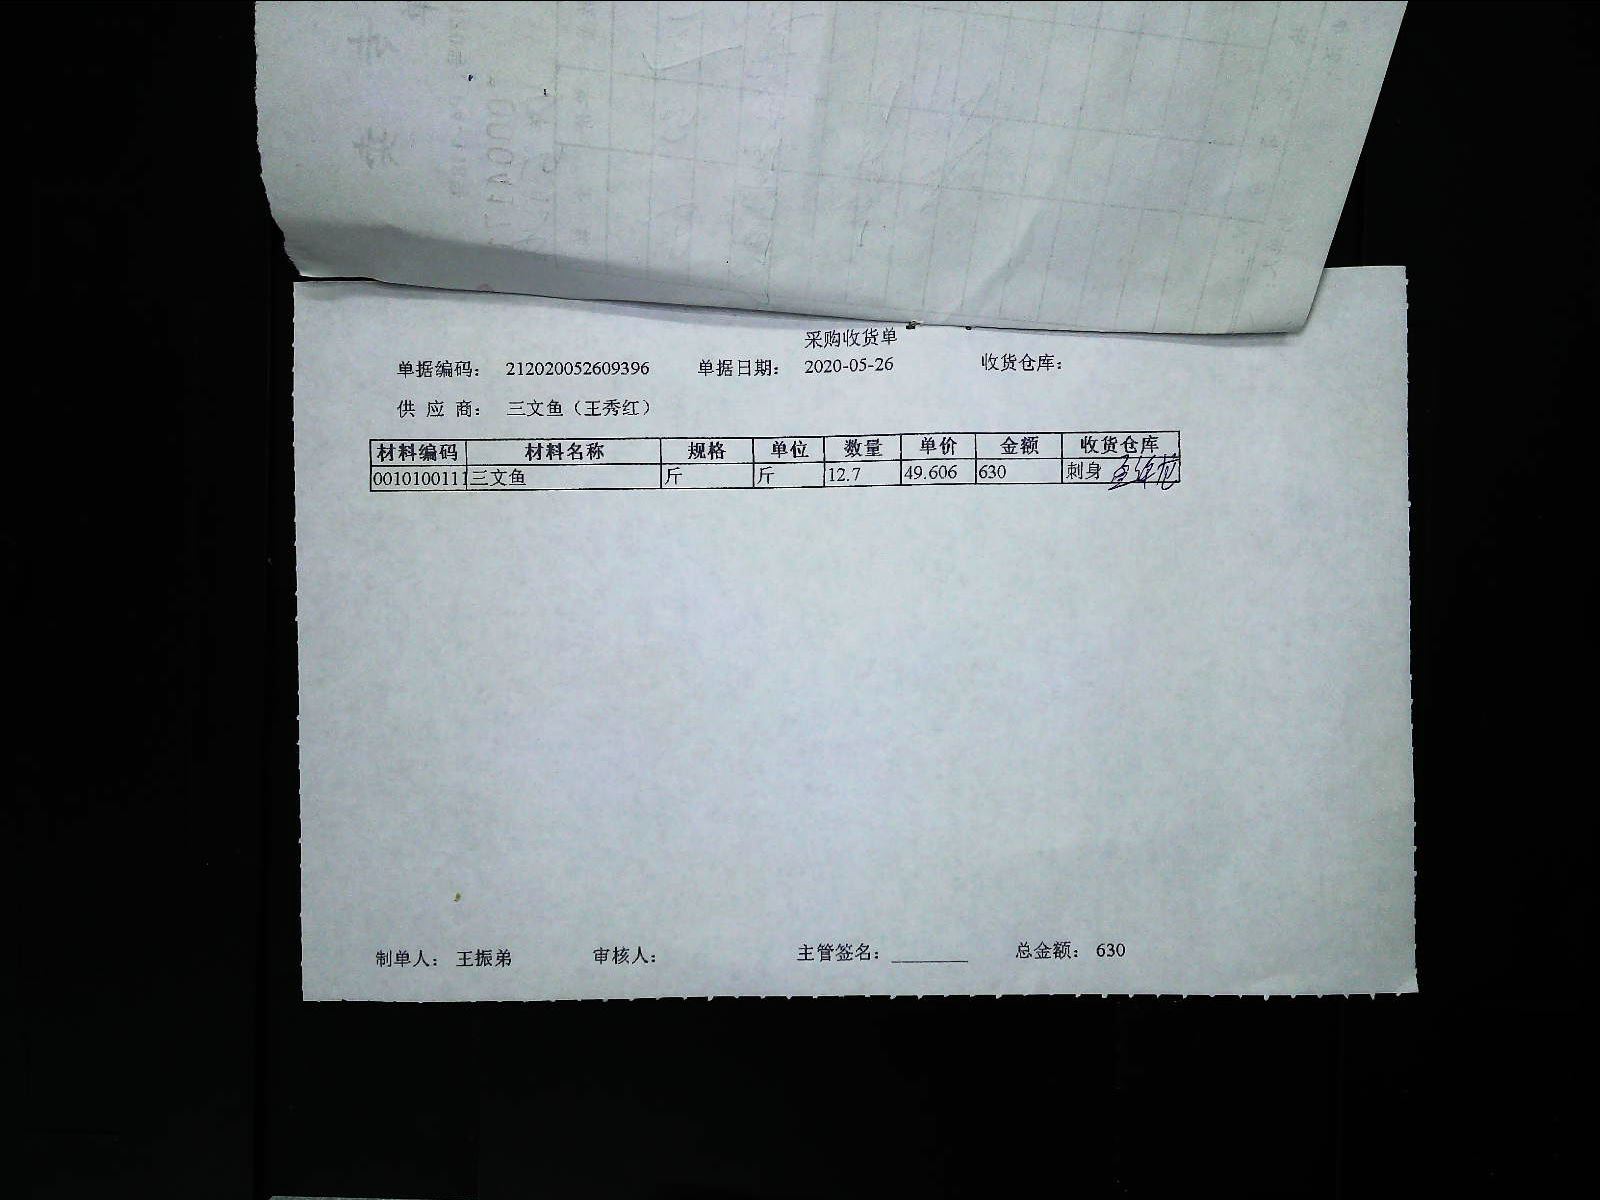 采购收货单
单据编码： 212020052609396 单据日期： 2020-05-26 收货仓库：
供 应 商： 三文鱼（王秀红）
材料编码 材料名称 规格 单位 数量 单价 金额 收货仓库
0010100111 三文鱼 斤 斤 12.7 49.606 630 刺身
制单人： 王振弟 审核人： 主管签名： ________ 总金额： 630